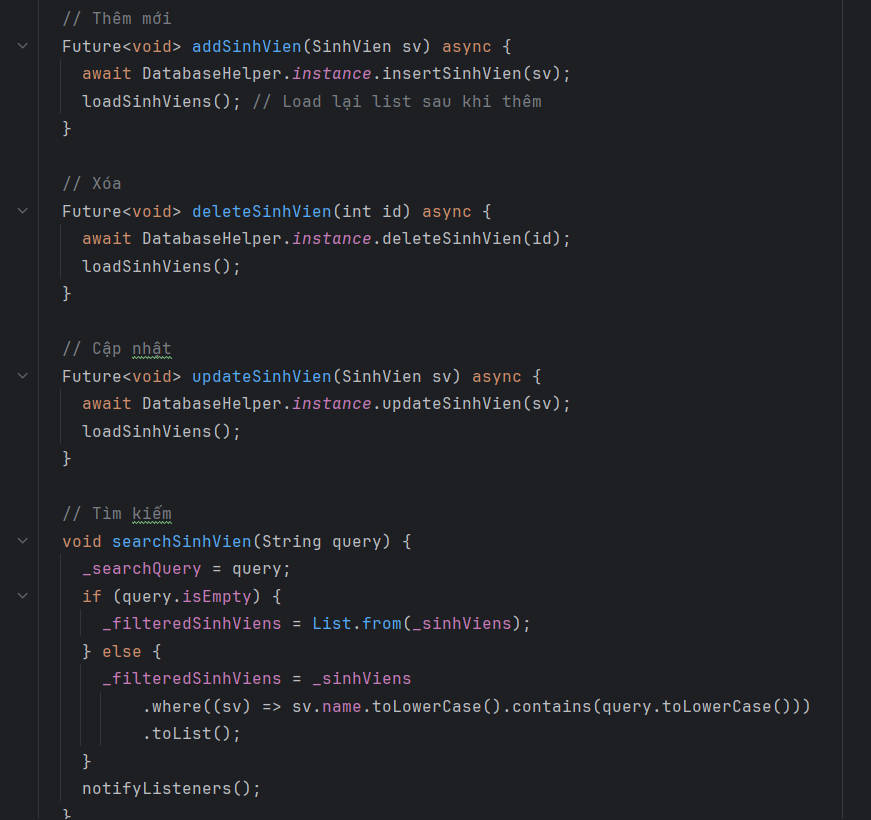 // Thêm mới
Future<void> addSinhVien(SinhVien sv) async {
  await DatabaseHelper.instance.insertSinhVien(sv);
  loadSinhViens(); // Load lại list sau khi thêm
}

// Xóa
Future<void> deleteSinhVien(int id) async {
  await DatabaseHelper.instance.deleteSinhVien(id);
  loadSinhViens();
}

// Cập nhật
Future<void> updateSinhVien(SinhVien sv) async {
  await DatabaseHelper.instance.updateSinhVien(sv);
  loadSinhViens();
}

// Tìm kiếm
void searchSinhVien(String query) {
  _searchQuery = query;
  if (query.isEmpty) {
    _filteredSinhViens = List.from(_sinhViens);
  } else {
    _filteredSinhViens = _sinhViens
        .where((sv) => sv.name.toLowerCase().contains(query.toLowerCase()))
        .toList();
  }
  notifyListeners();
}